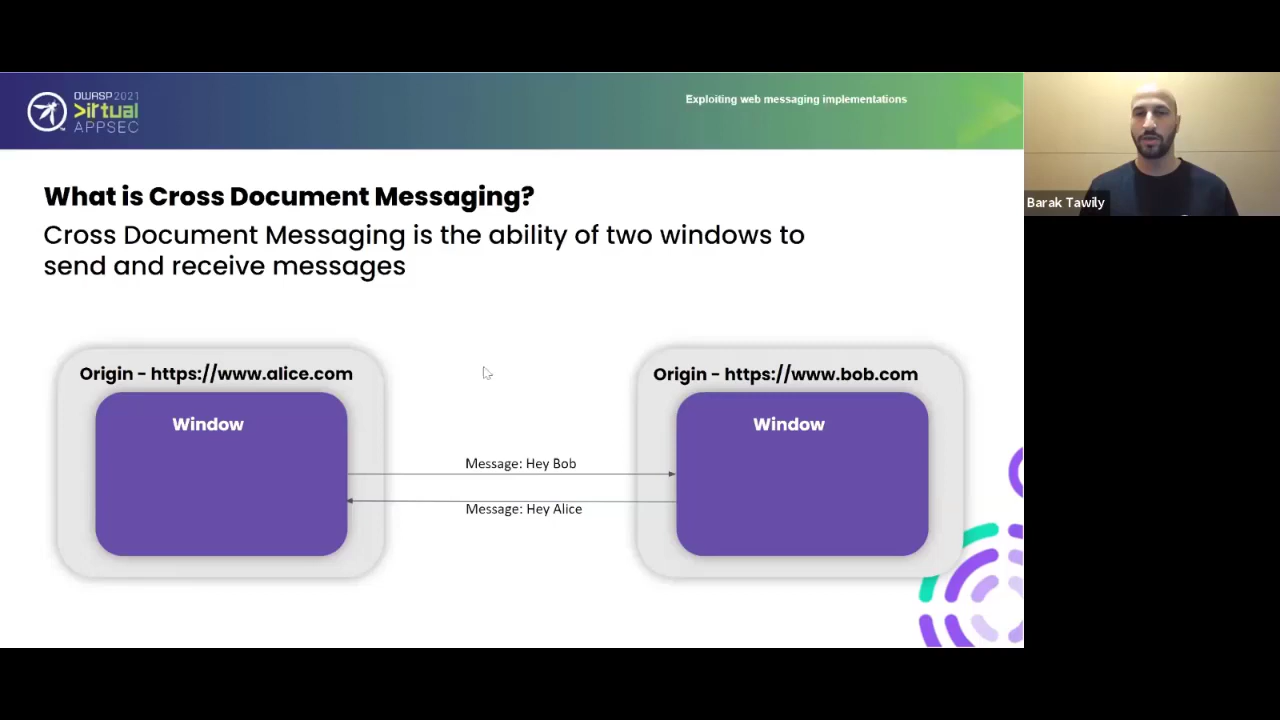 OWASP 2021
Virtual
APPSEC
Exploiting web messaging implementations
Barak Tawily
What is Cross Document Messaging?
Cross Document Messaging is the ability of two windows to
send and receive messages
Origin - https://www.alice.com
Window
Origin - https://www.bob.com
Window
Message: Hey Bob
Message: Hey Alice